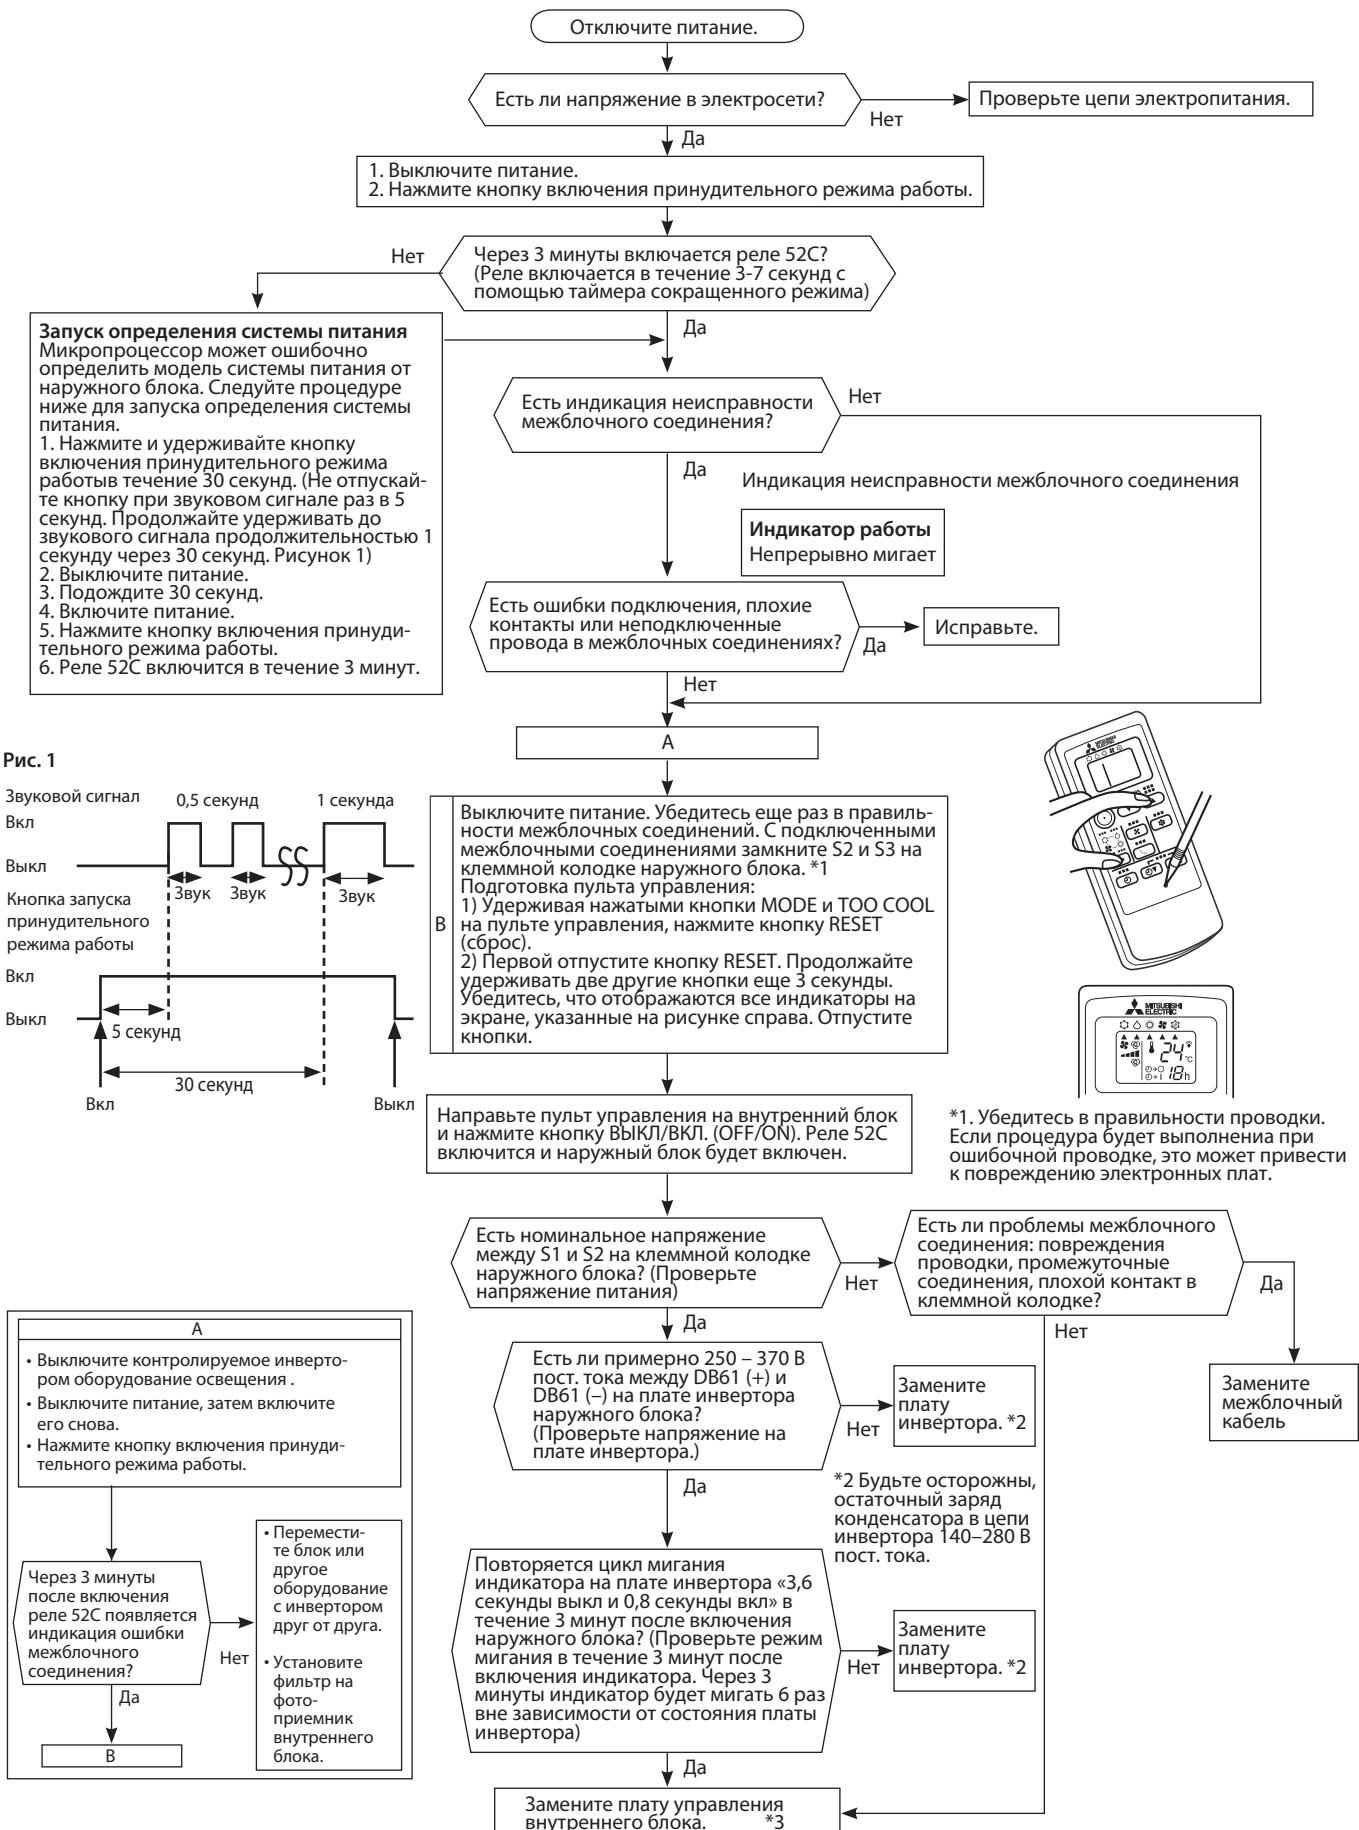 Отключите питание.
Есть ли напряжение в электросети?
Нет
Проверьте цепи электропитания.
Да
1. Выключите питание.
2. Нажмите кнопку включения принудительного режима работы.
Нет
Через 3 минуты включается реле 52С?
(Реле включается в течение 3-7 секунд с
помощью таймера сокращенного режима)
Да
Запуск определения системы питания
Микропроцессор может ошибочно
определить модель системы питания от
наружного блока. Следуйте процедуре
ниже для запуска определения системы
питания.
1. Нажмите и удерживайте кнопку
включения принудительного режима
работыв течение 30 секунд. (Не отпускай-
те кнопку при звуковом сигнале раз в 5
секунд. Продолжайте удерживать до
звукового сигнала продолжительностью 1
секунду через 30 секунд. Рисунок 1)
2. Выключите питание.
3. Подождите 30 секунд.
4. Включите питание.
5. Нажмите кнопку включения принуди-
тельного режима работы.
6. Реле 52С включится в течение 3 минут.
Есть индикация неисправности
межблочного соединения?
Нет
Да
Индикация неисправности межблочного соединения
Индикатор работы
Непрерывно мигает
Есть ошибки подключения, плохие
контакты или неподключенные
провода в межблочных соединениях?
Да
Исправьте.
Нет
A
Рис. 1
Звуковой сигнал
0,5 секунд
1 секунда
Вкл
Выкл
Звук
Звук
Звук
Кнопка запуска
принудительного
режима работы
Вкл
Выкл
5 секунд
30 секунд
Вкл
Выкл
B
Выключите питание. Убедитесь еще раз в правиль-
ности межблочных соединений. С подключенными
межблочными соединениями замкните S2 и S3 на
клеммной колодке наружного блока. *1
Подготовка пульта управления:
1) Удерживая нажатыми кнопки MODE и TOO COOL
на пульте управления, нажмите кнопку RESET
(сброс).
2) Первой отпустите кнопку RESET. Продолжайте
удерживать две другие кнопки еще 3 секунды.
Убедитесь, что отображаются все индикаторы на
экране, указанные на рисунке справа. Отпустите
кнопки.
MITSUBISHI
ELECTRIC
MITSUBISHI
ELECTRIC
24 °C
18 h
*1. Убедитесь в правильности проводки.
Если процедура будет выполнениа при
ошибочной проводке, это может привести
к повреждению электронных плат.
Направьте пульт управления на внутренний блок
и нажмите кнопку ВЫКЛ/ВКЛ. (OFF/ON). Реле 52С
включится и наружный блок будет включен.
Есть номинальное напряжение
между S1 и S2 на клеммной колодке
наружного блока? (Проверьте
напряжение питания)
Нет
Есть ли проблемы межблочного
соединения: повреждения
проводки, промежуточные
соединения, плохой контакт в
клеммной колодке?
Да
Нет
Замените
межблочный
кабель
Да
Есть ли примерно 250 – 370 В
пост. тока между DB61 (+) и
DB61 (–) на плате инвертора
наружного блока?
(Проверьте напряжение на
плате инвертора.)
Нет
Замените
плату
инвертора. *2
Да
*2 Будьте осторожны,
остаточный заряд
конденсатора в цепи
инвертора 140–280 В
пост. тока.
Повторяется цикл мигания
индикатора на плате инвертора «3,6
секунды выкл и 0,8 секунды вкл» в
течение 3 минут после включения
наружного блока? (Проверьте режим
мигания в течение 3 минут после
включения индикатора. Через 3
минуты индикатор будет мигать 6 раз
вне зависимости от состояния платы
инвертора)
Нет
Замените
плату
инвертора. *2
Да
Замените плату управления
внутреннего блока. *3
A
• Выключите контролируемое инверто-
ром оборудование освещения .
• Выключите питание, затем включите
его снова.
• Нажмите кнопку включения принуди-
тельного режима работы.
Через 3 минуты
после включения
реле 52С появляется
индикация ошибки
межблочного
соединения?
Нет
Да
B
• Перемести-
те блок или
другое
оборудование
с инвертором
друг от друга.
• Установите
фильтр на
фото-
приемник
внутреннего
блока.